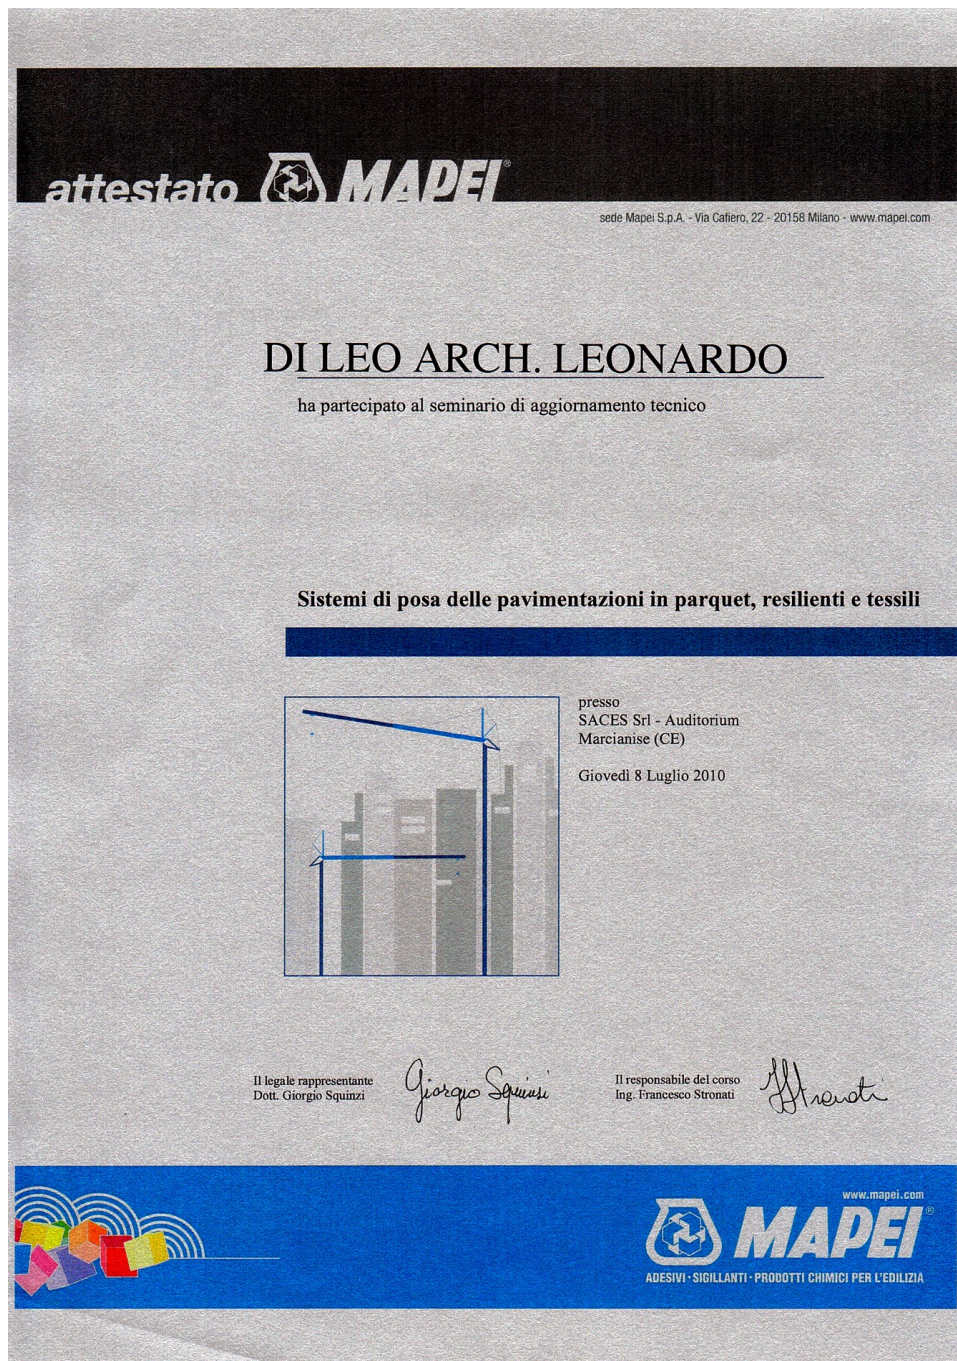 attestato MAPEI®
sede Mapei S.p.A. - Via Cafiero, 22 - 20158 Milano - www.mapei.com
DI LEO ARCH. LEONARDO
ha partecipato al seminario di aggiornamento tecnico
Sistemi di posa delle pavimentazioni in parquet, resilienti e tessili
presso
SACES Srl - Auditorium
Marcianise (CE)
Giovedì 8 Luglio 2010
Il legale rappresentante
Dott. Giorgio Squinzi
Giorgio Squinzi
Il responsabile del corso
Ing. Francesco Stronati
FStronati
www.mapei.com
MAPEI®
ADESIVI · SIGILLANTI · PRODOTTI CHIMICI PER L'EDILIZIA